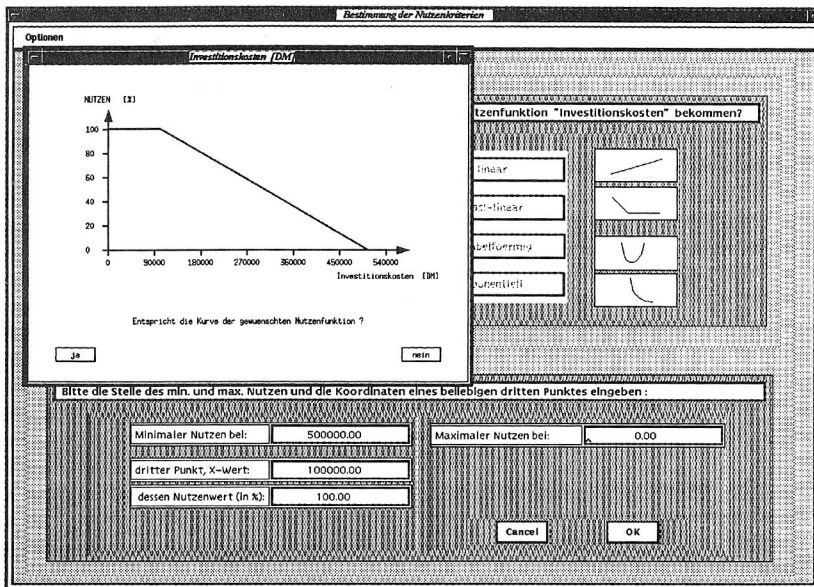 Bestimmung der Nutzenkriterien
Optionen
Investitionskosten [DM]
NUTZEN [%]
100
80
60
40
20
0
0 90000 180000 270000 360000 450000 540000
Investitionskosten [DM]
Entspricht die Kurve der gewuenschten Nutzenfunktion ?
ja nein
tzenfunktion "Investitionskosten" bekommen?
linear
-linear
belfoermig
onentiell
Bitte die Stelle des min. und max. Nutzen und die Koordinaten eines beliebigen dritten Punktes eingeben :
Minimaler Nutzen bei: 500000.00 Maximaler Nutzen bei: 0.00
dritter Punkt, X-Wert: 100000.00
dessen Nutzenwert (in %): 100.00
Cancel OK